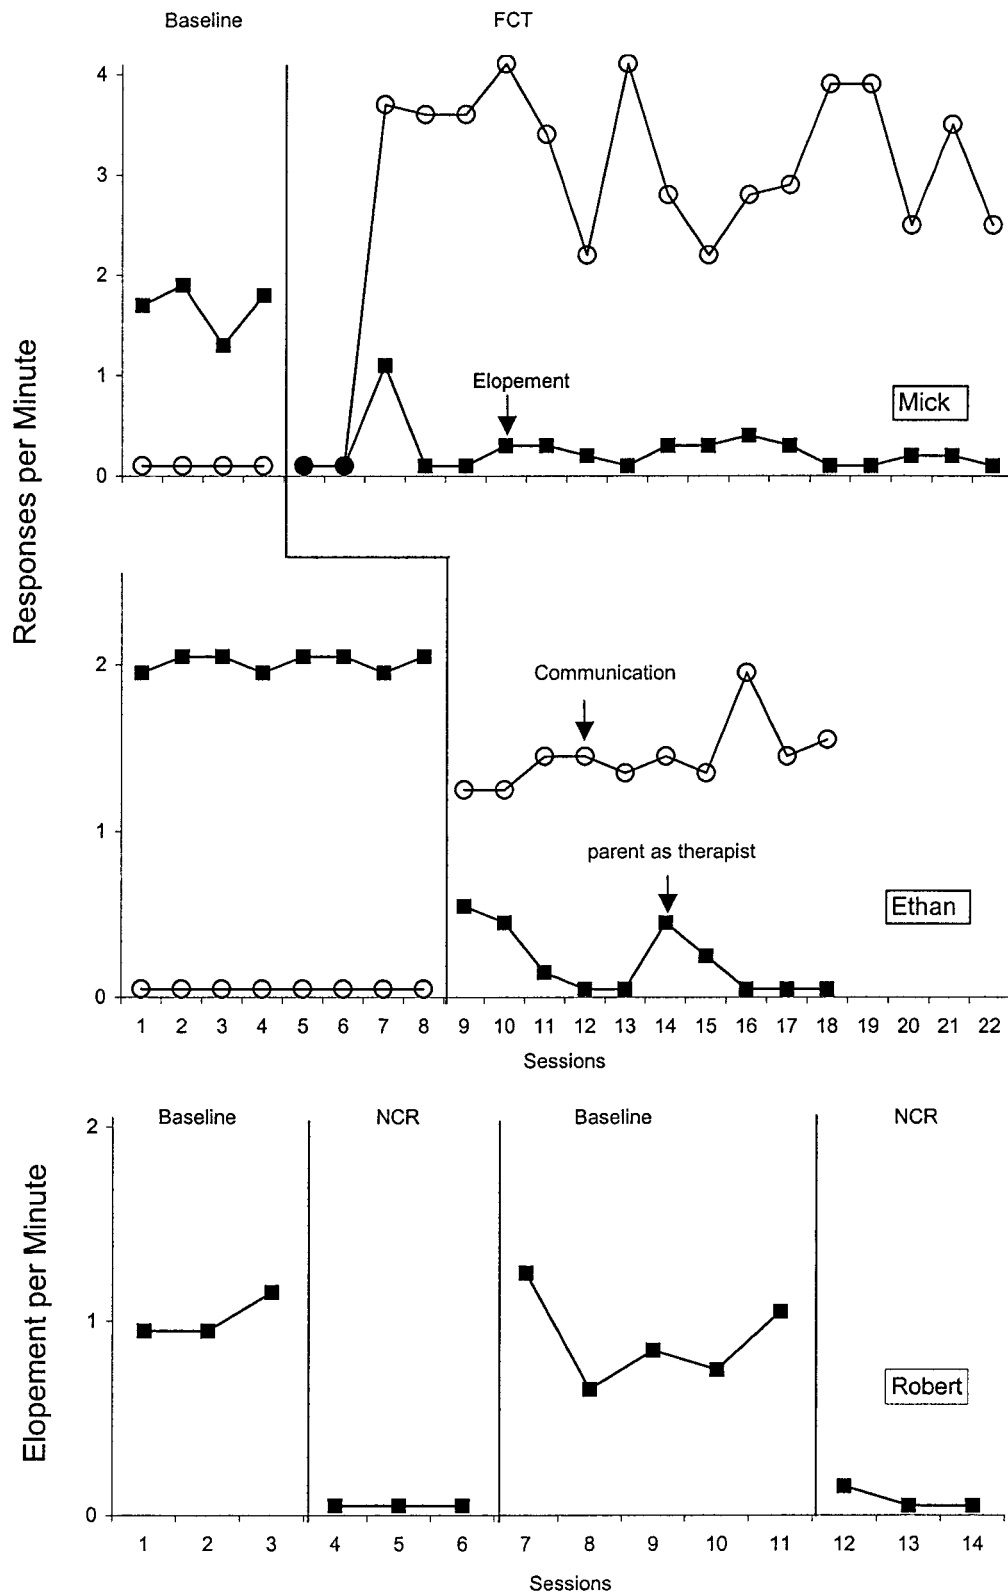 Baseline FCT
4
3
2
1
0
Elopement
Mick
Responses per Minute
2
1
0
Communication
parent as therapist
Ethan
1 2 3 4 5 6 7 8 9 10 11 12 13 14 15 16 17 18 19 20 21 22
Sessions
Baseline NCR Baseline NCR
2
1
0
Elopement per Minute
Robert
1 2 3 4 5 6 7 8 9 10 11 12 13 14
Sessions